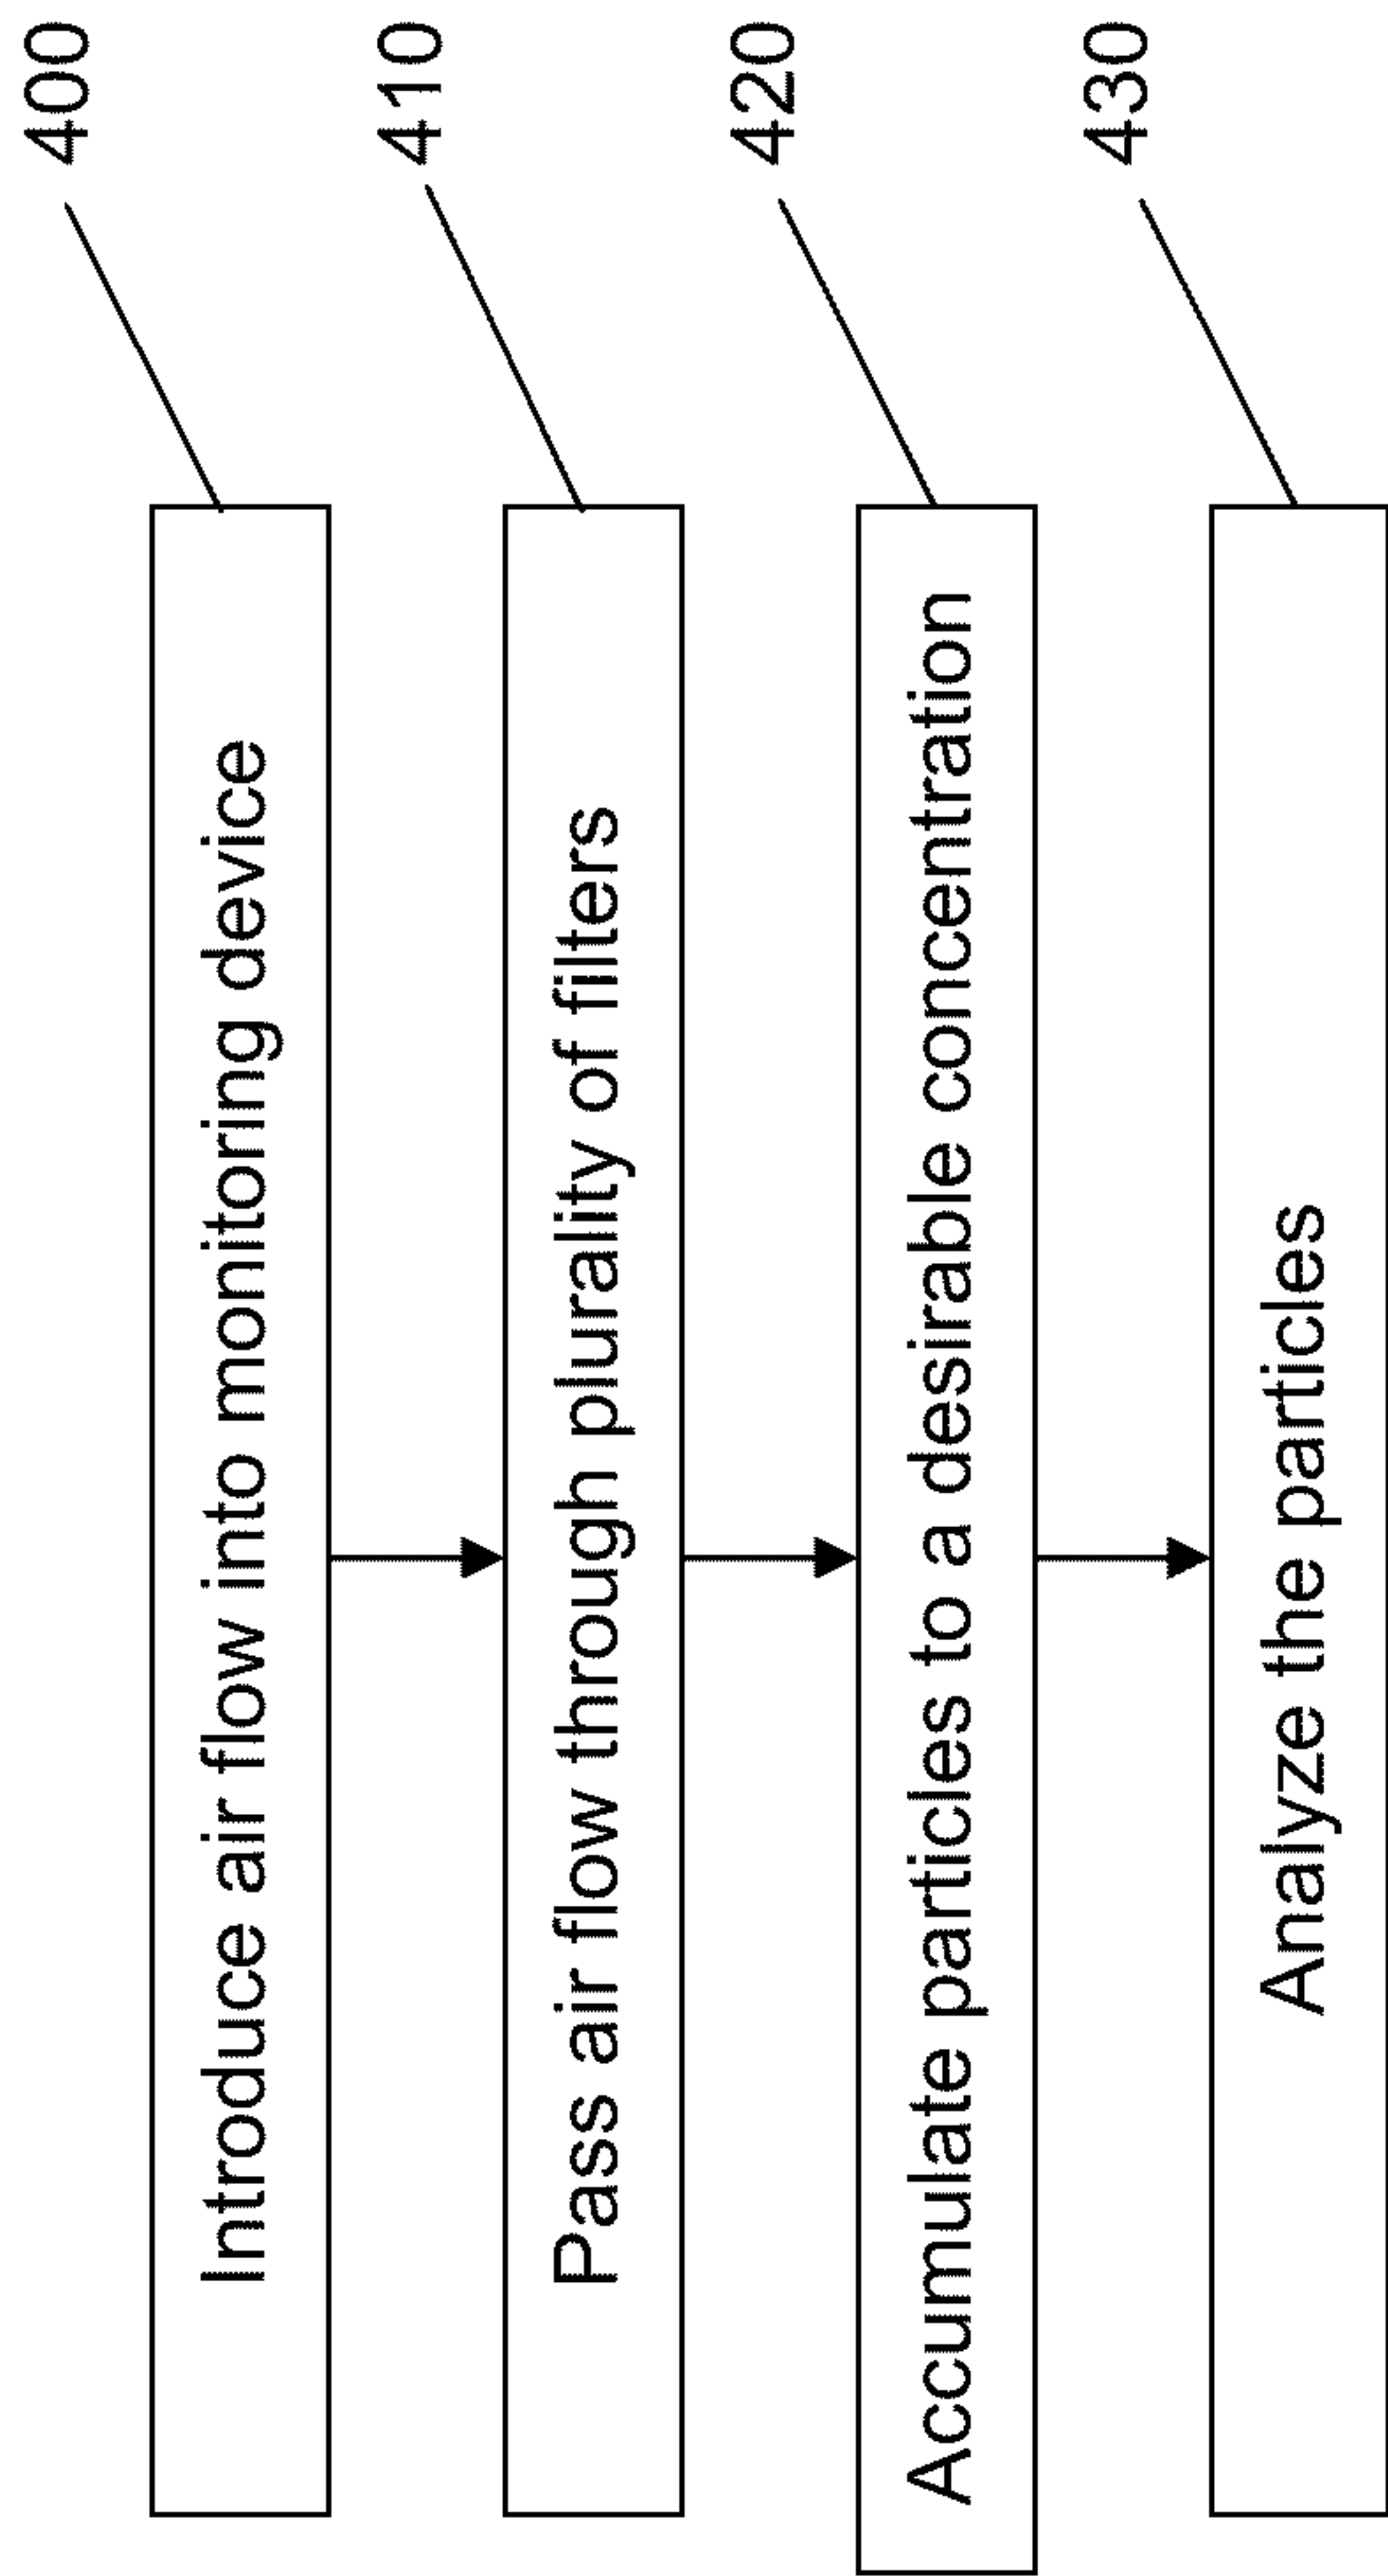 400
Introduce air flow into monitoring device
410
Pass air flow through plurality of filters
420
Accumulate particles to a desirable concentration
430
Analyze the particles